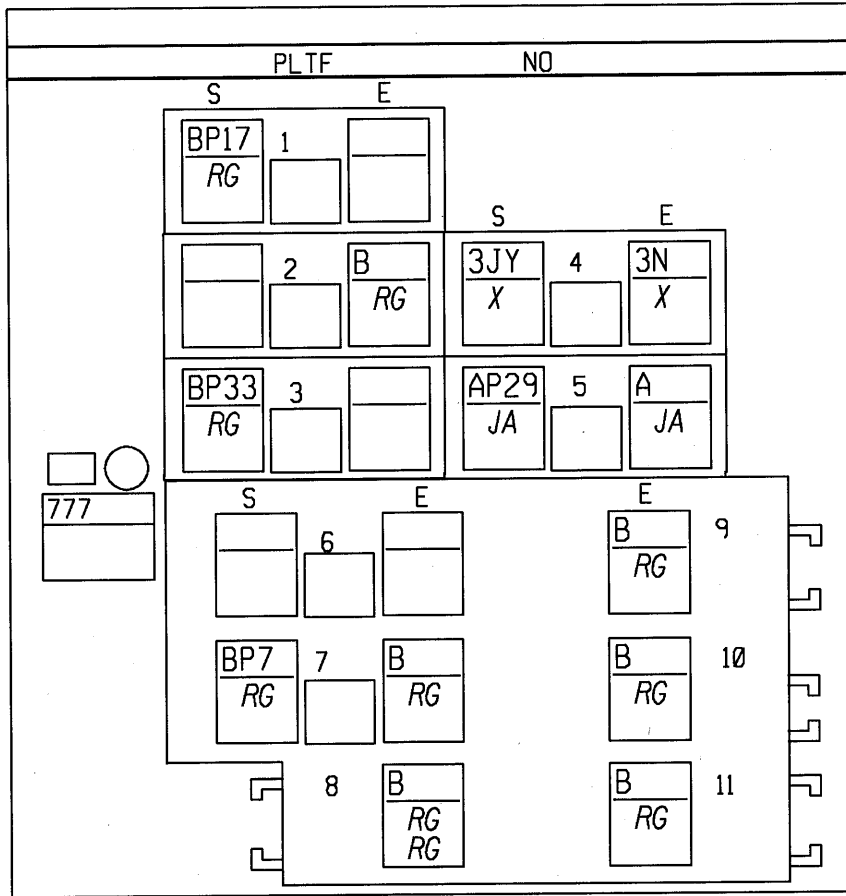 PLTF NO
S E
BP17 1
RG
S E
2 B
RG
3JY 4 3N
X X
BP33 3
RG
AP29 5 A
JA JA
777
S E E
6
B 9
RG
BP7 7 B
RG RG
B 10
RG
8 B
RG
RG
B 11
RG